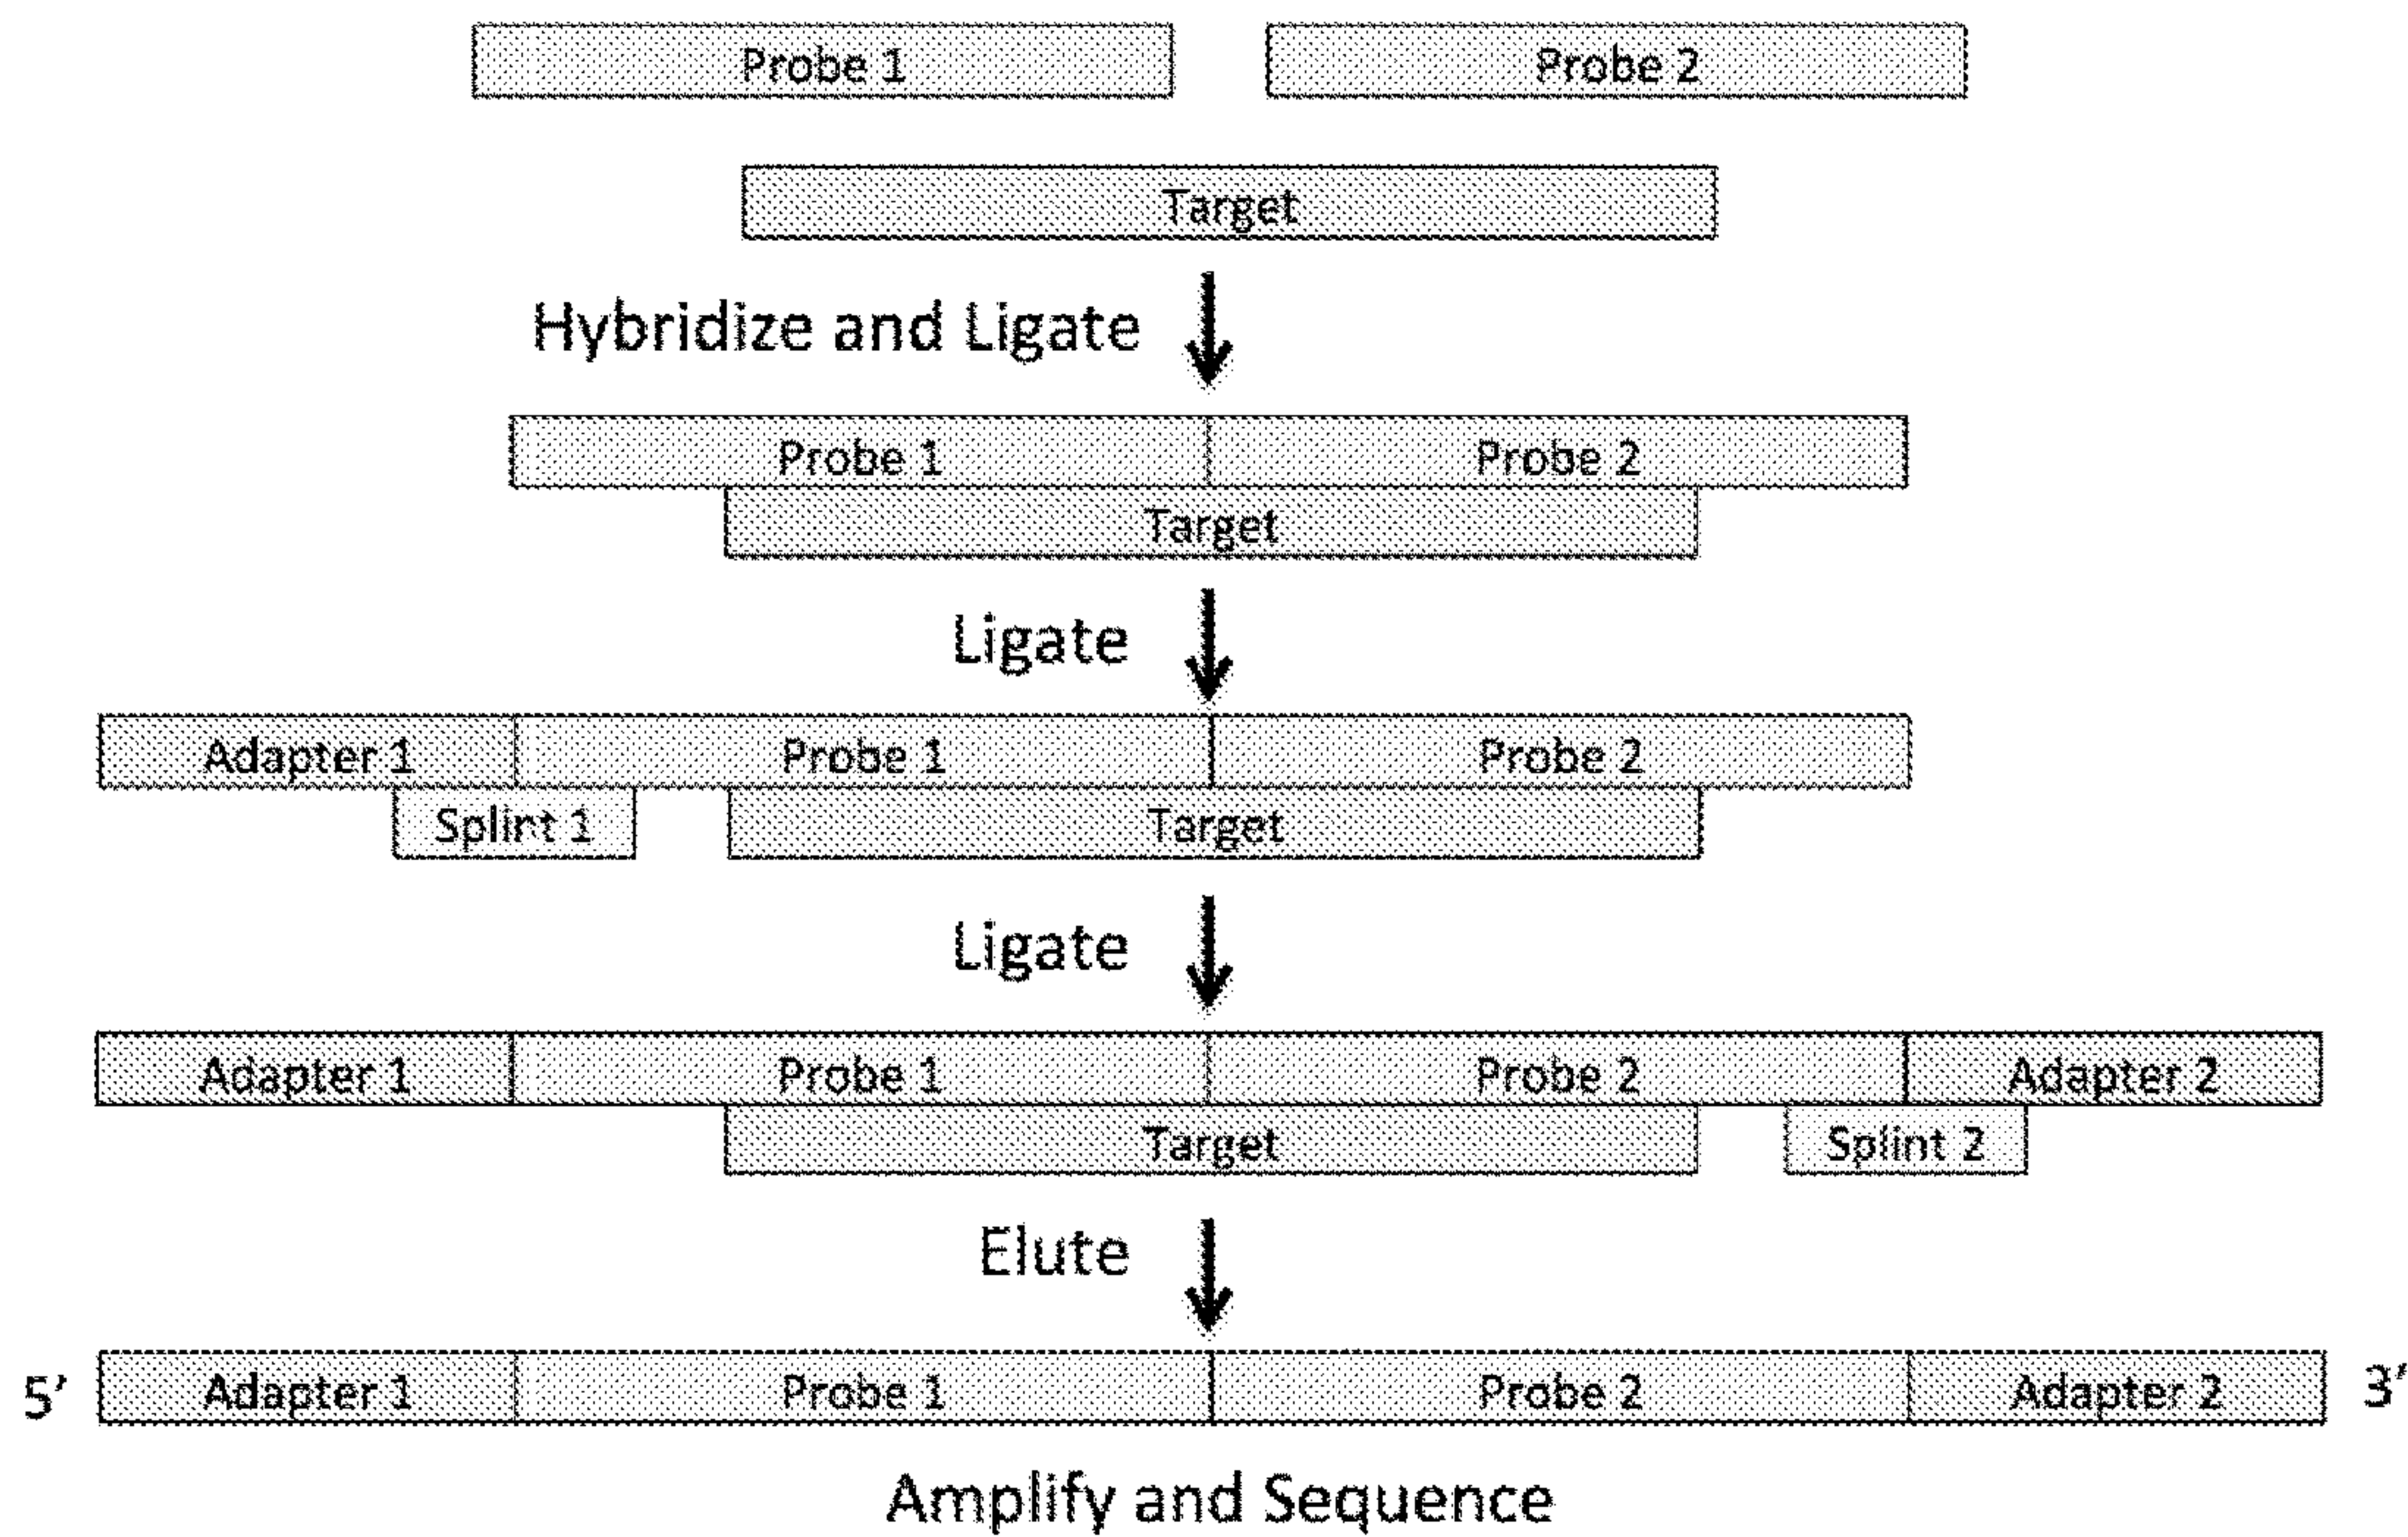 Probe 1 Probe 2
Target
Hybridize and Ligate
Probe 1 Probe 2
Target
Ligate
Adapter 1 Probe 1 Probe 2
Splint 1 Target
Ligate
Adapter 1 Probe 1 Probe 2 Adapter 2
Target Splint 2
Elute
5' Adapter 1 Probe 1 Probe 2 Adapter 2 3'
Amplify and Sequence